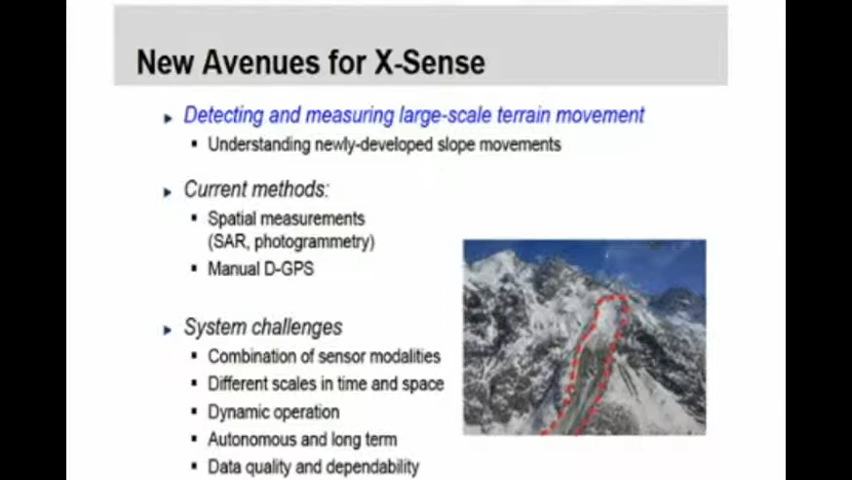 New Avenues for X-Sense
Detecting and measuring large-scale terrain movement
Understanding newly-developed slope movements
Current methods:
Spatial measurements
(SAR, photogrammetry)
Manual D-GPS
System challenges
Combination of sensor modalities
Different scales in time and space
Dynamic operation
Autonomous and long term
Data quality and dependability